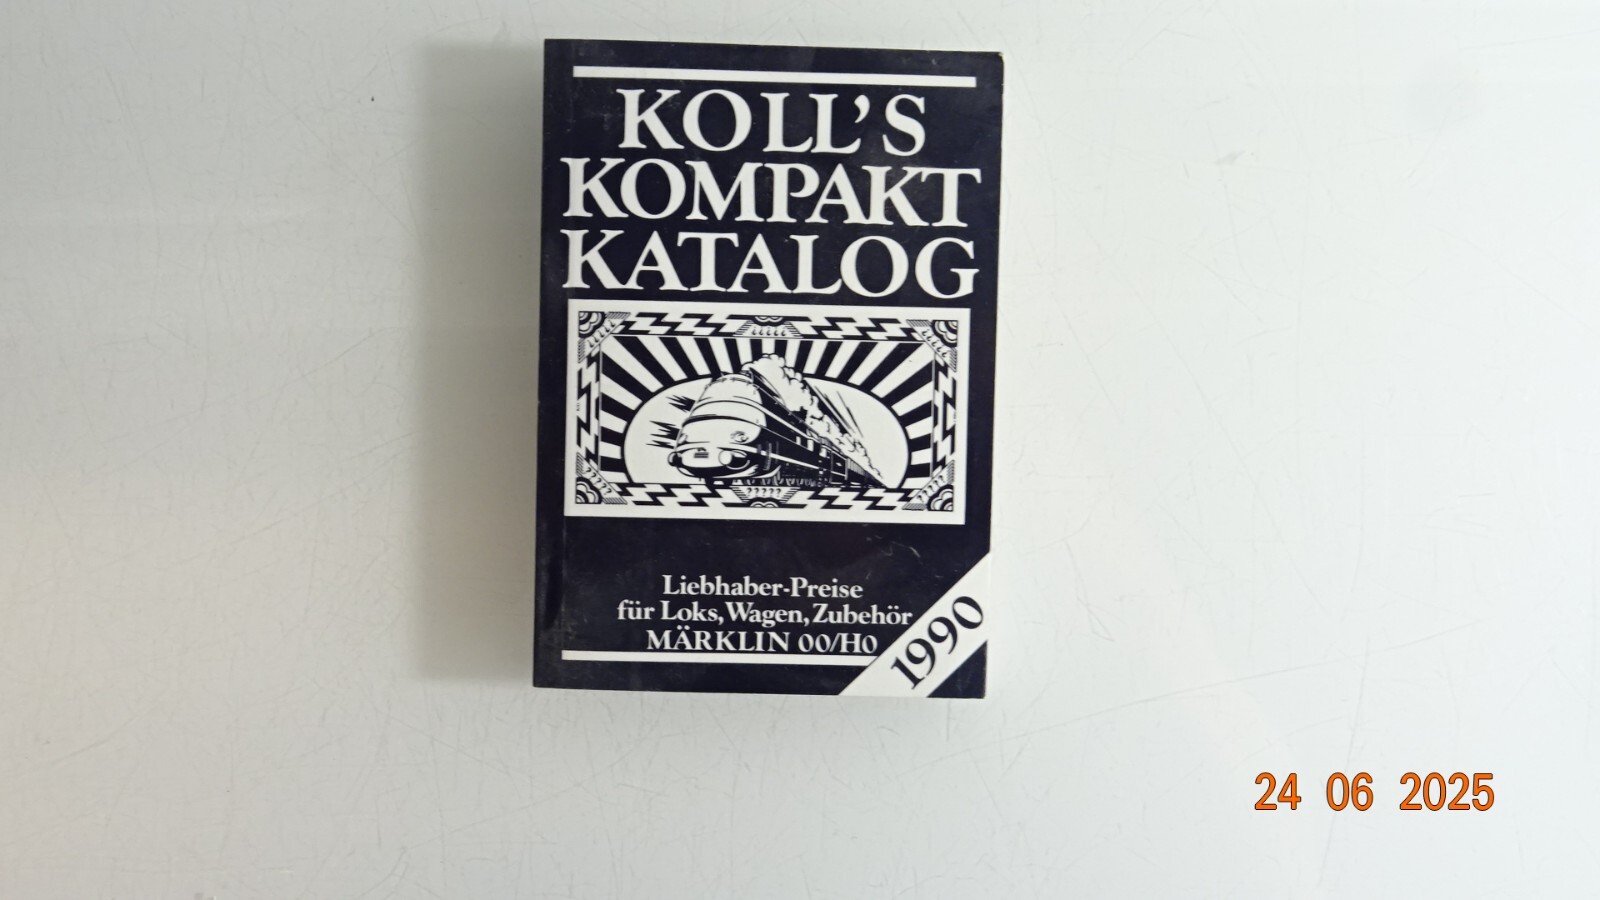 KOLL'S
KOMPAKT
KATALOG
Liebhaber-Preise
für Loks, Wagen, Zubehör
MÄRKLIN 00/H0
1990
24 06 2025